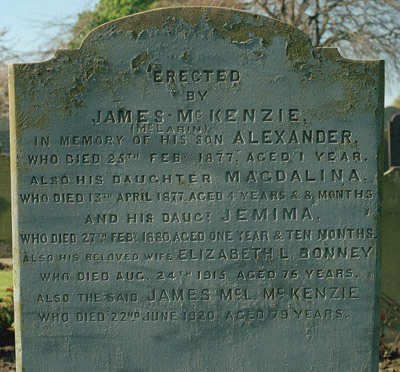 ERECTED
BY
JAMES McKENZIE,
(McLARIN)
IN MEMORY OF HIS SON ALEXANDER,
WHO DIED 25TH FEBY 1877, AGED 1 YEAR.
ALSO HIS DAUGHTER MAGDALINA,
WHO DIED 13TH APRIL 1877, AGED 4 YEARS & 8 MONTHS
AND HIS DAUGT JEMIMA,
WHO DIED 27TH FEBY 1880, AGED ONE YEAR & TEN MONTHS.
ALSO HIS BELOVED WIFE ELIZABETH L. BONNEY
WHO DIED AUG. 24TH 1915, AGED 75 YEARS.
ALSO THE SAID JAMES McL. McKENZIE
WHO DIED 22ND JUNE 1920, AGED 79 YEARS.